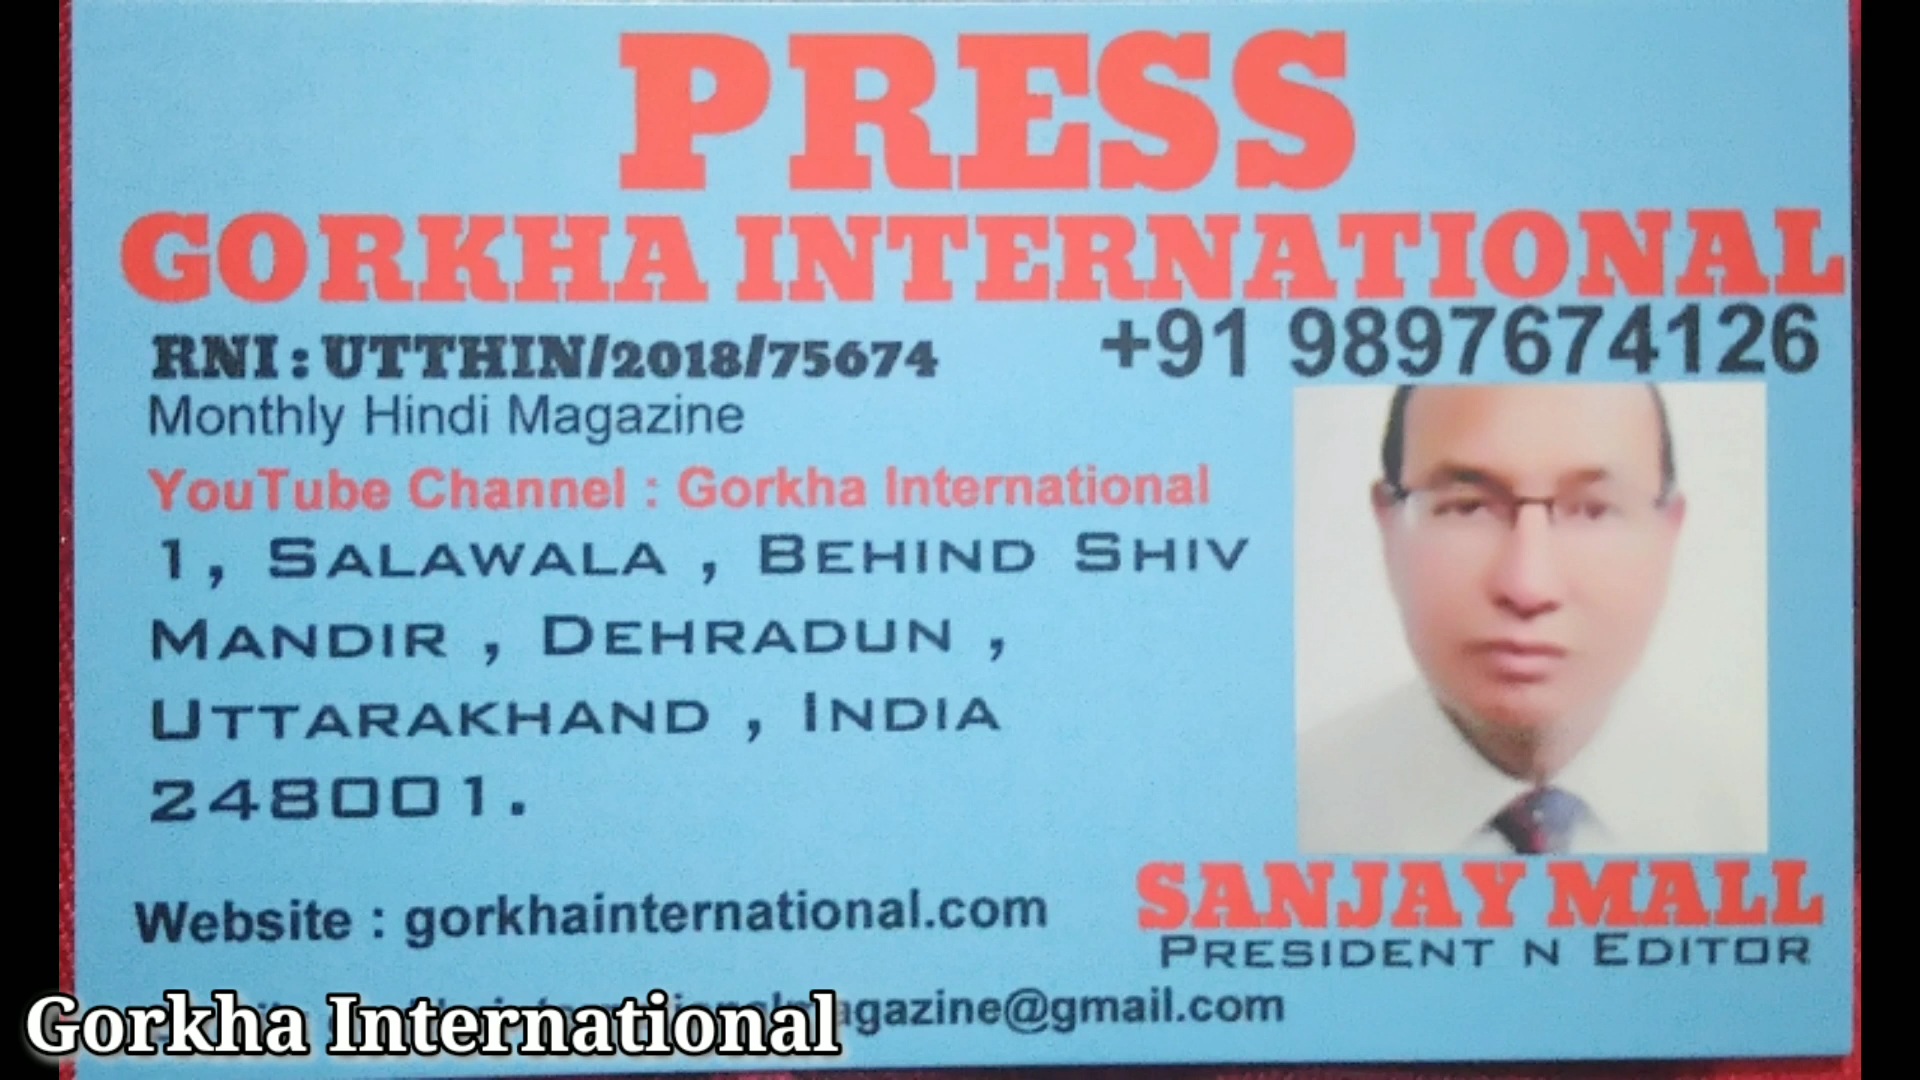 PRESS
GORKHA INTERNATIONAL
RNI : UTTHIN/2018/75674
+91 9897674126
Monthly Hindi Magazine
YouTube Channel : Gorkha International
1, SALAWALA , BEHIND SHIV
MANDIR , DEHRADUN ,
UTTARAKHAND , INDIA
248001.
Website : gorkhainternational.com
SANJAY MALL
PRESIDENT N EDITOR
agazine@gmail.com
Gorkha International